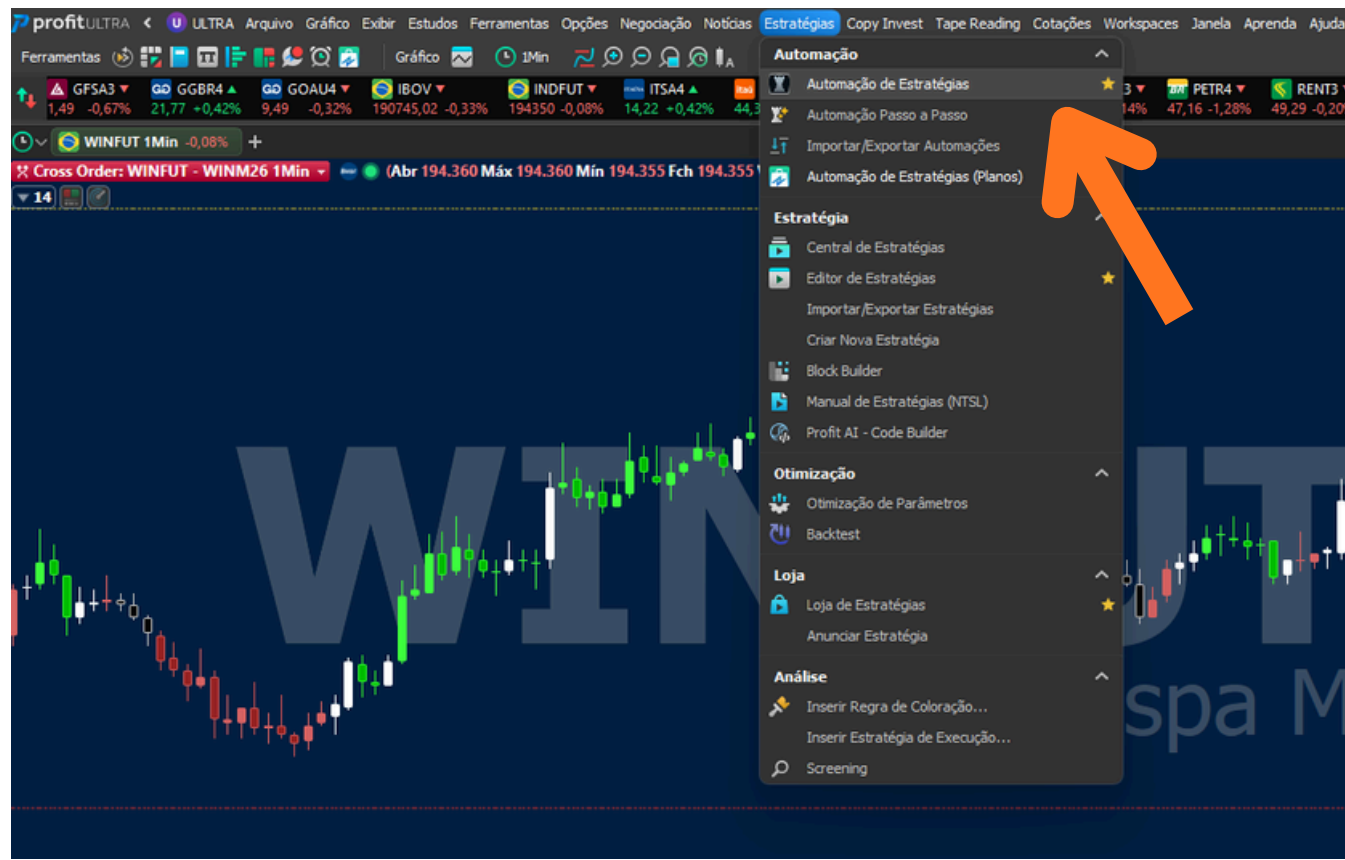 profitULTRA < U ULTRA Arquivo Gráfico Exibir Estudos Ferramentas Opções Negociação Notícias Estratégias Copy Invest Tape Reading Cotações Workspaces Janela Aprenda Ajuda
Ferramentas Gráfico 1Min
GFSA3 GGBR4 GOAU4 IBOV INDFUT ITSA4 PETR4 RENT3
1,49 -0,67% 21,77 +0,42% 9,49 -0,32% 190745,02 -0,33% 194350 -0,08% 14,22 +0,42% 47,16 -1,28%
WINFUT 1Min -0,08% +
Cross Order: WINFUT - WINM26 1Min (Abr 194.360 Máx 194.360 Mín 194.355 Fch 194.355
14
Automação
Automação de Estratégias
Automação Passo a Passo
Importar/Exportar Automações
Automação de Estratégias (Planos)
Estratégia
Central de Estratégias
Editor de Estratégias
Importar/Exportar Estratégias
Criar Nova Estratégia
Block Builder
Manual de Estratégias (NTSL)
Profit AI - Code Builder
Otimização
Otimização de Parâmetros
Backtest
Loja
Loja de Estratégias
Anunciar Estratégia
Análise
Inserir Regra de Coloração...
Inserir Estratégia de Execução...
Screening
WIN UT
spa M